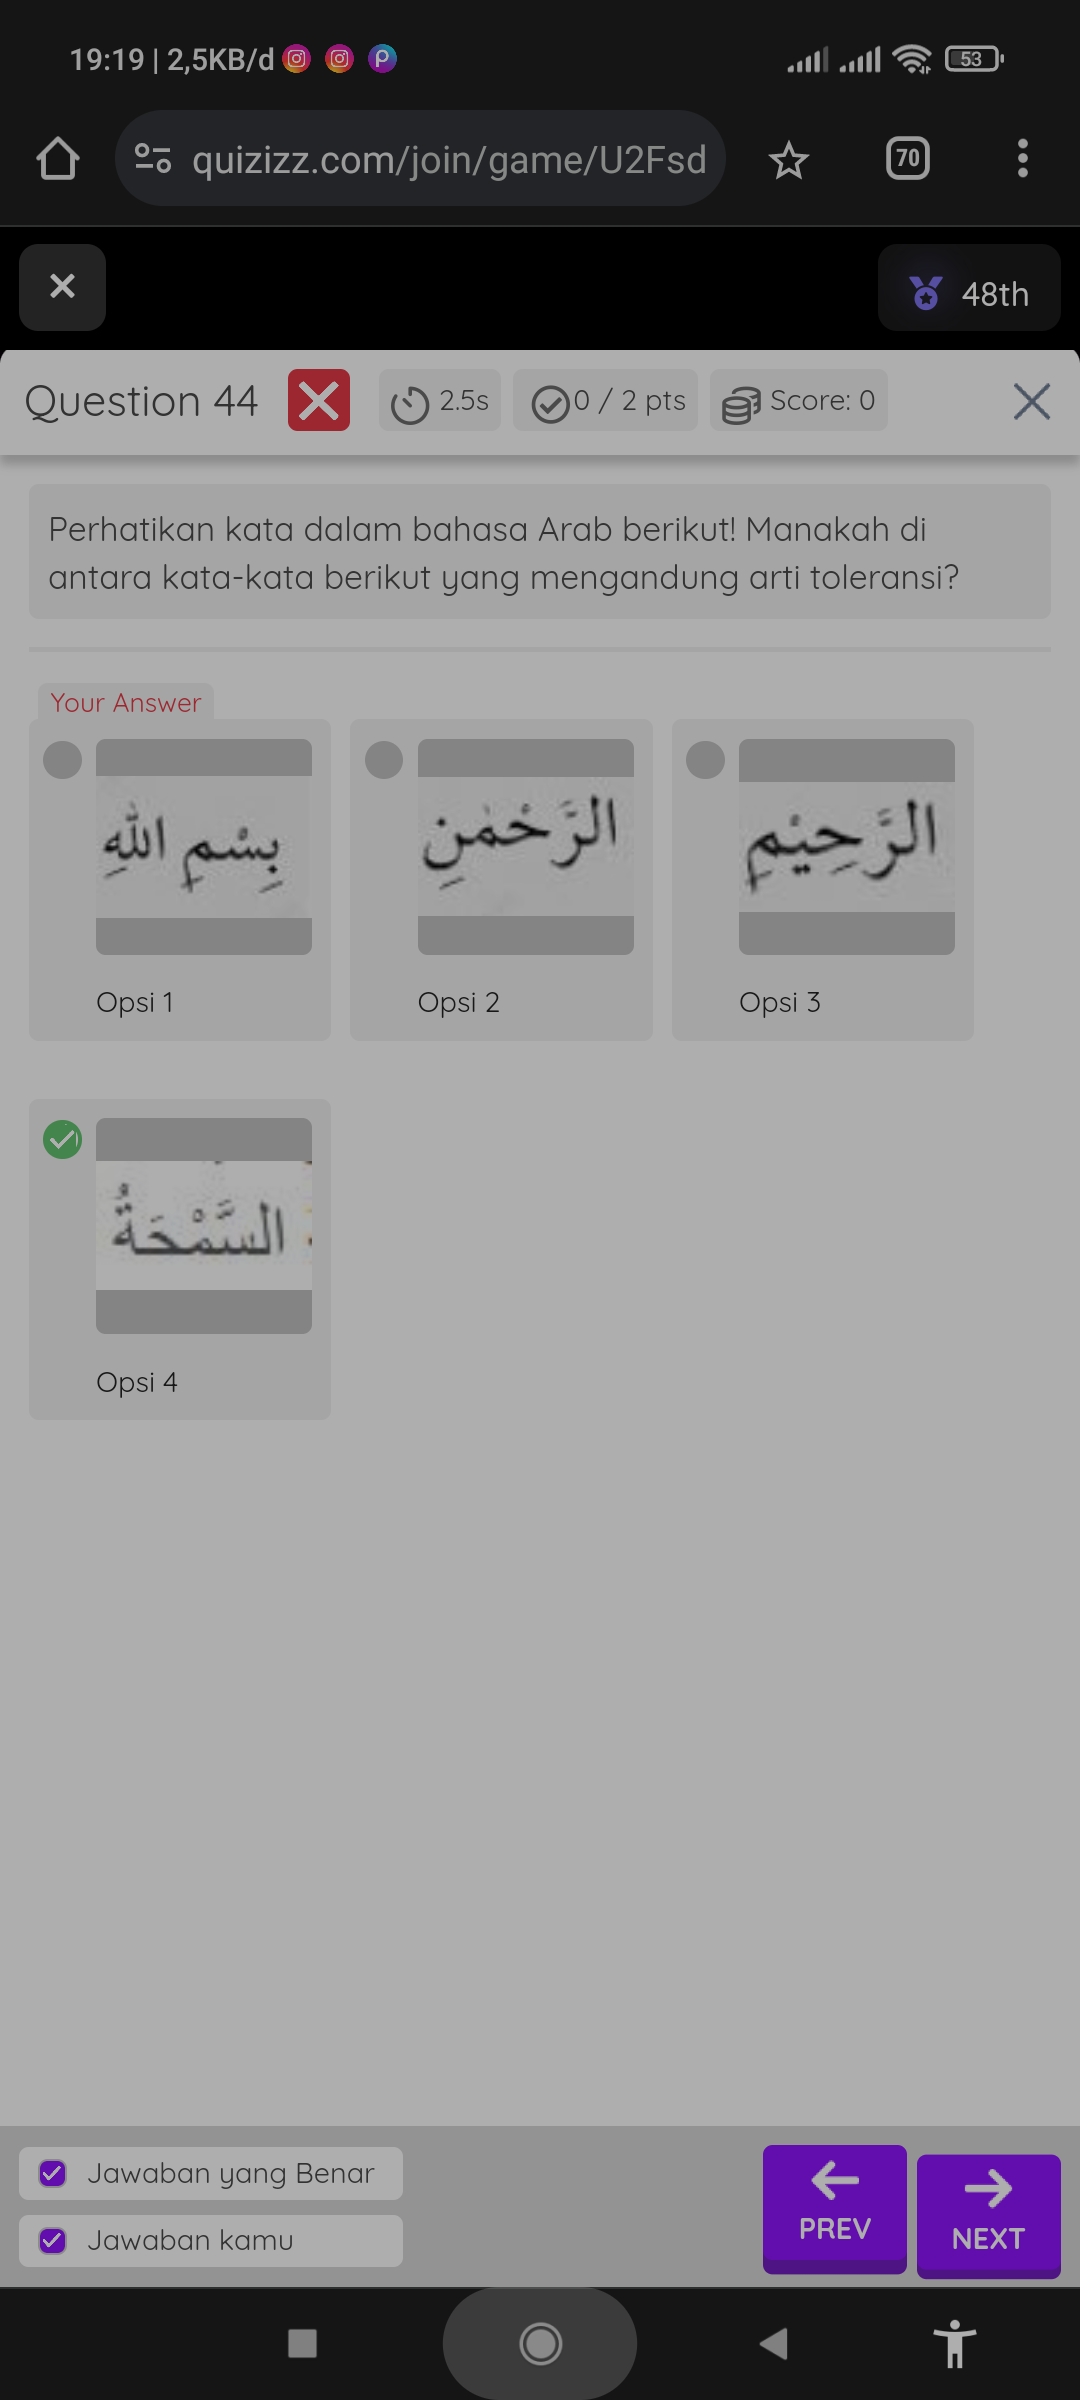 19:19 | 2,5KB/d
53
quizizz.com/join/game/U2Fsd
70
48th
Question 44
2.5s
0 / 2 pts
Score: 0
Perhatikan kata dalam bahasa Arab berikut! Manakah di
antara kata-kata berikut yang mengandung arti toleransi?
Your Answer
بِسْمِ اللهِ
الرَّحْمٰنِ
الرَّحِيْمِ
Opsi 1
Opsi 2
Opsi 3
السَّمْحَةُ
Opsi 4
Jawaban yang Benar
Jawaban kamu
PREV
NEXT